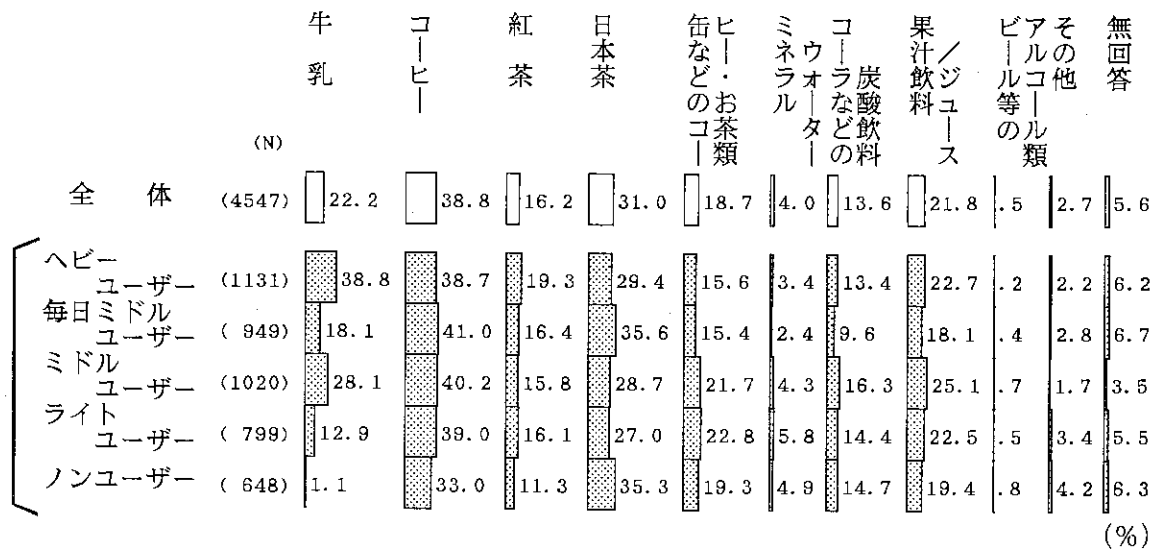 牛乳
コーヒー
紅茶
日本茶
缶などのコーヒー・お茶類
ミネラルウォーター
コーラなどの炭酸飲料
果汁飲料／ジュース
ビール等のアルコール類
その他
無回答
(N)
全体 (4547) 22.2 38.8 16.2 31.0 18.7 4.0 13.6 21.8 .5 2.7 5.6
ヘビー
ユーザー (1131) 38.8 38.7 19.3 29.4 15.6 3.4 13.4 22.7 .2 2.2 6.2
毎日ミドル
ユーザー ( 949) 18.1 41.0 16.4 35.6 15.4 2.4 9.6 18.1 .4 2.8 6.7
ミドル
ユーザー (1020) 28.1 40.2 15.8 28.7 21.7 4.3 16.3 25.1 .7 1.7 3.5
ライト
ユーザー ( 799) 12.9 39.0 16.1 27.0 22.8 5.8 14.4 22.5 .5 3.4 5.5
ノンユーザー ( 648) 1.1 33.0 11.3 35.3 19.3 4.9 14.7 19.4 .8 4.2 6.3
(%)